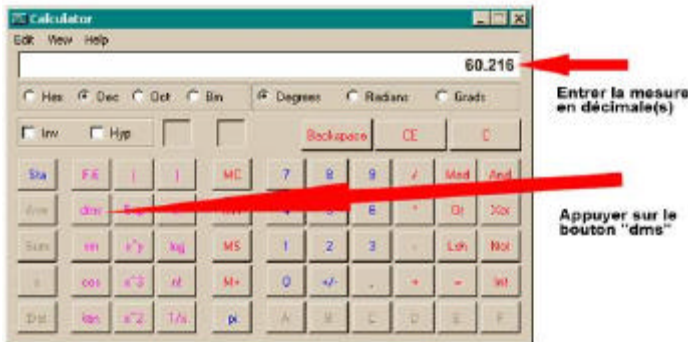 Calculator
Edit View Help
60.216
Entrer la mesure
en décimale(s)
Hex Dec Oct Bin Degrees Radians Grads
Inv Hyp Backspace CE C
Sta F-E ( ) MC 7 8 9 / Mod And
Appuyer sur le
bouton "dms"
Ave dms 6 * Or Xor
Sum sin x^y log MS 1 2 3 - Lsh Not
s cos x^3 n! M+ 0 +/- . + = Int
Dat tan x^2 1/x pi A B C D E F